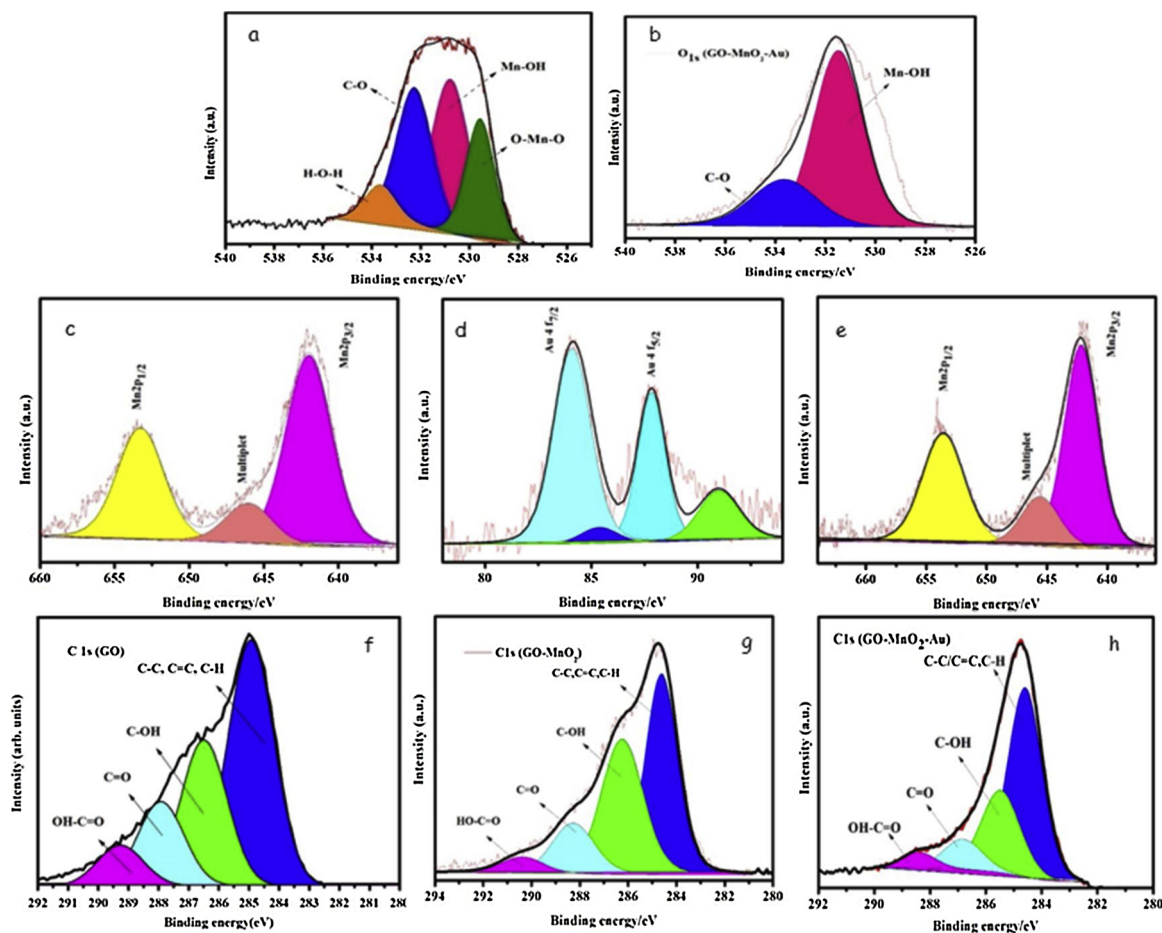 a
Mn-OH
C-O
O-Mn-O
H-O-H
Intensity (a.u.)
540 538 536 534 532 530 528 526
Binding energy/eV
b
O1s (GO-MnO2-Au)
Mn-OH
C-O
Intensity (a.u.)
540 538 536 534 532 530 528 526
Binding energy/eV
c
Mn2p1/2
Multiplet
Mn2p3/2
Intensity (a.u.)
660 655 650 645 640
Binding energy/eV
d
Au 4 f7/2
Au 4 f5/2
Intensity (a.u.)
80 85 90
Binding energy/eV
e
Mn2p1/2
Multiplet
Mn2p3/2
Intensity (a.u.)
660 655 650 645 640
Binding energy/eV
f
C 1s (GO)
C-C, C=C, C-H
C-OH
C=O
OH-C=O
Intensity (arb. units)
292 291 290 289 288 287 286 285 284 283 282 281 28
Binding energy(eV)
g
C1s (GO-MnO2)
C-C,C=C,C-H
C-OH
C=O
HO-C=O
Intensity (a.u.)
294 292 290 288 286 284 282 280
Binding energy/eV
h
C1s (GO-MnO2-Au)
C-C/C=C,C-H
C-OH
C=O
OH-C=O
Intensity (a.u.)
292 290 288 286 284 282 280
Binding energy/eV